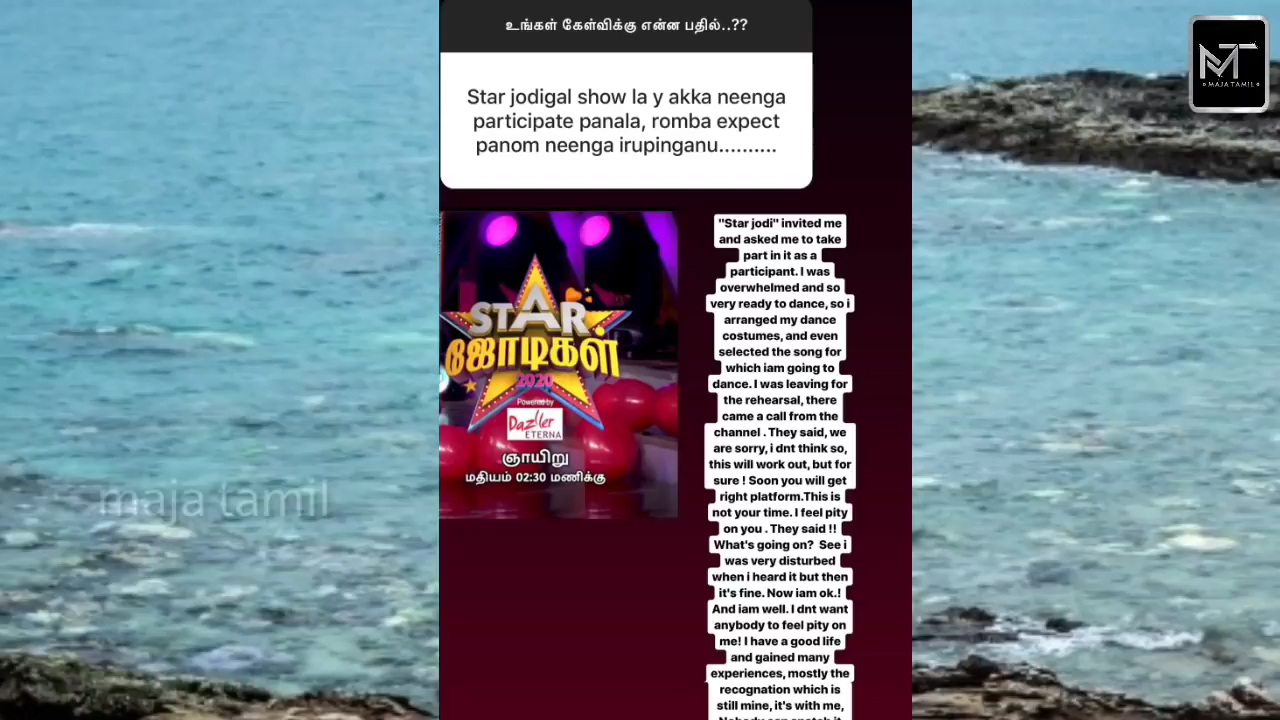 உங்கள் கேள்விக்கு என்ன பதில்..??
Star jodigal show la y akka neenga
participate panala, romba expect
panom neenga irupinganu..........
MT
MAJA TAMIL
STAR
ஜோடிகள்
2020
Powered by
Dazller
ETERNA
ஞாயிறு
மதியம் 02:30 மணிக்கு
maja tamil
"Star jodi" invited me
and asked me to take
part in it as a
participant. I was
overwhelmed and so
very ready to dance, so i
arranged my dance
costumes, and even
selected the song for
which iam going to
dance. I was leaving for
the rehearsal, there
came a call from the
channel . They said, we
are sorry, i dnt think so,
this will work out, but for
sure ! Soon you will get
right platform.This is
not your time. I feel pity
on you . They said !!
What's going on?  See i
was very disturbed
when i heard it but then
it's fine. Now iam ok.!
And iam well. I dnt want
anybody to feel pity on
me! I have a good life
and gained many
experiences, mostly the
recognation which is
still mine, it's with me,